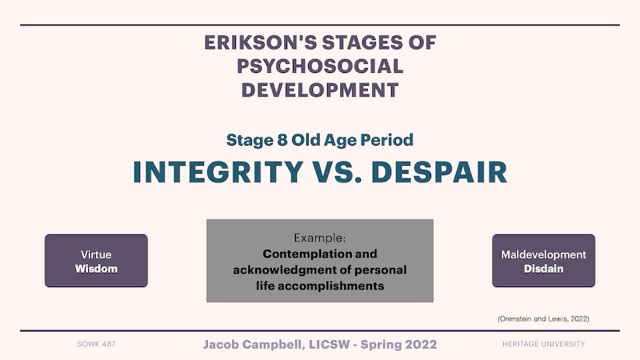 ERIKSON'S STAGES OF
PSYCHOSOCIAL
DEVELOPMENT
Stage 8 Old Age Period
INTEGRITY VS. DESPAIR
Virtue
Wisdom
Example:
Contemplation and
acknowledgment of personal
life accomplishments
Maldevelopment
Disdain
(Orenstein and Lewis, 2022)
SOWK 487
Jacob Campbell, LICSW - Spring 2022
HERITAGE UNIVERSITY